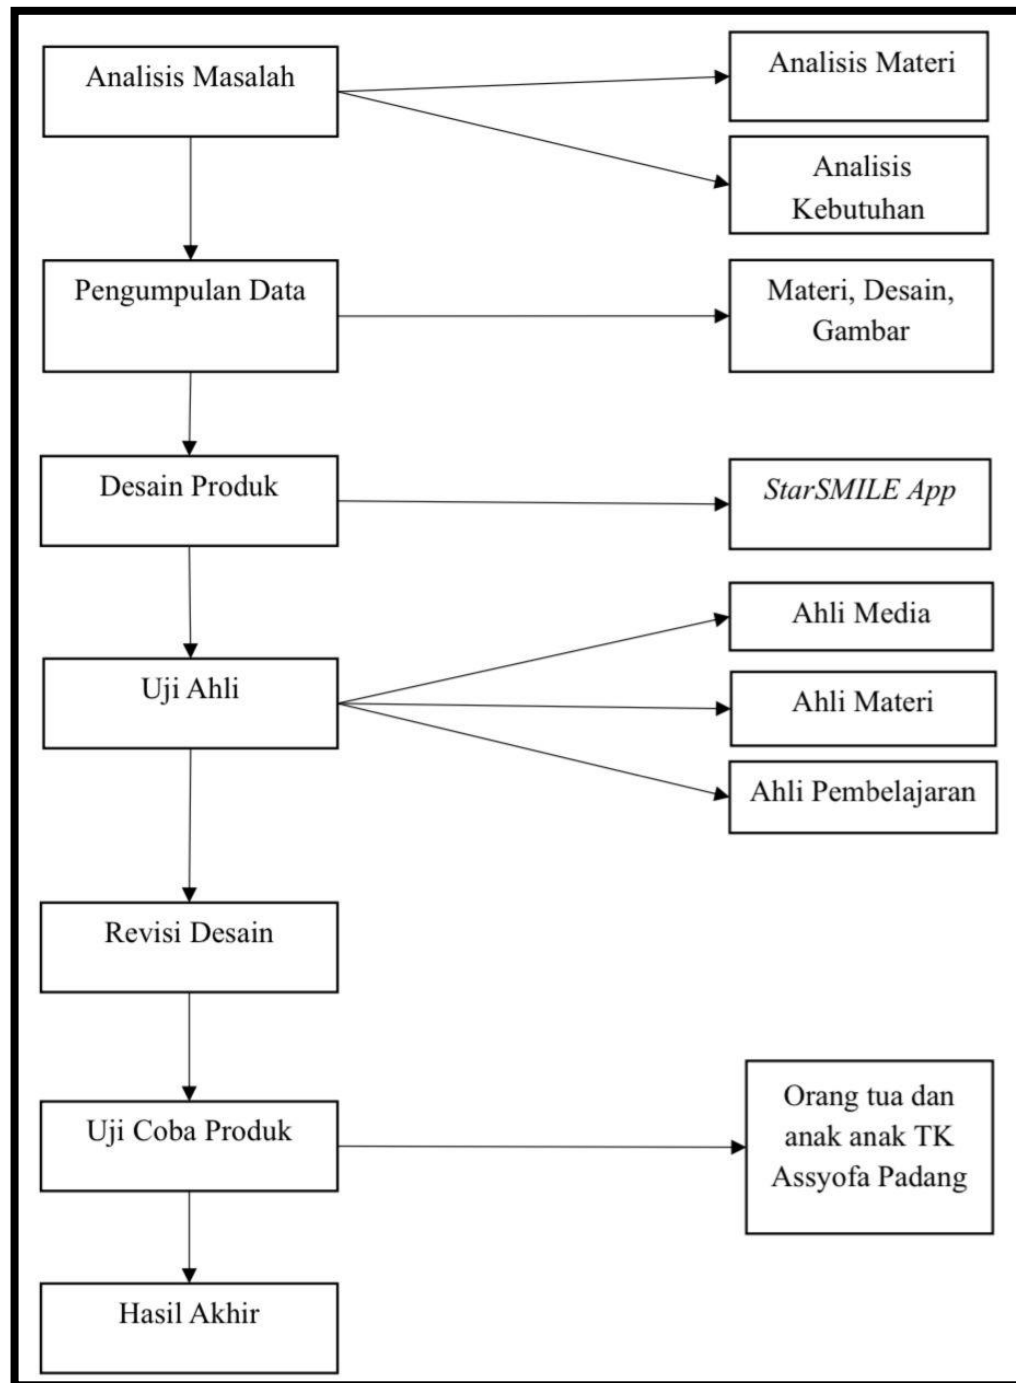 Analisis Masalah
Analisis Materi
Analisis
Kebutuhan
Pengumpulan Data
Materi, Desain,
Gambar
Desain Produk
StarSMILE App
Uji Ahli
Ahli Media
Ahli Materi
Ahli Pembelajaran
Revisi Desain
Uji Coba Produk
Orang tua dan
anak anak TK
Assyofa Padang
Hasil Akhir